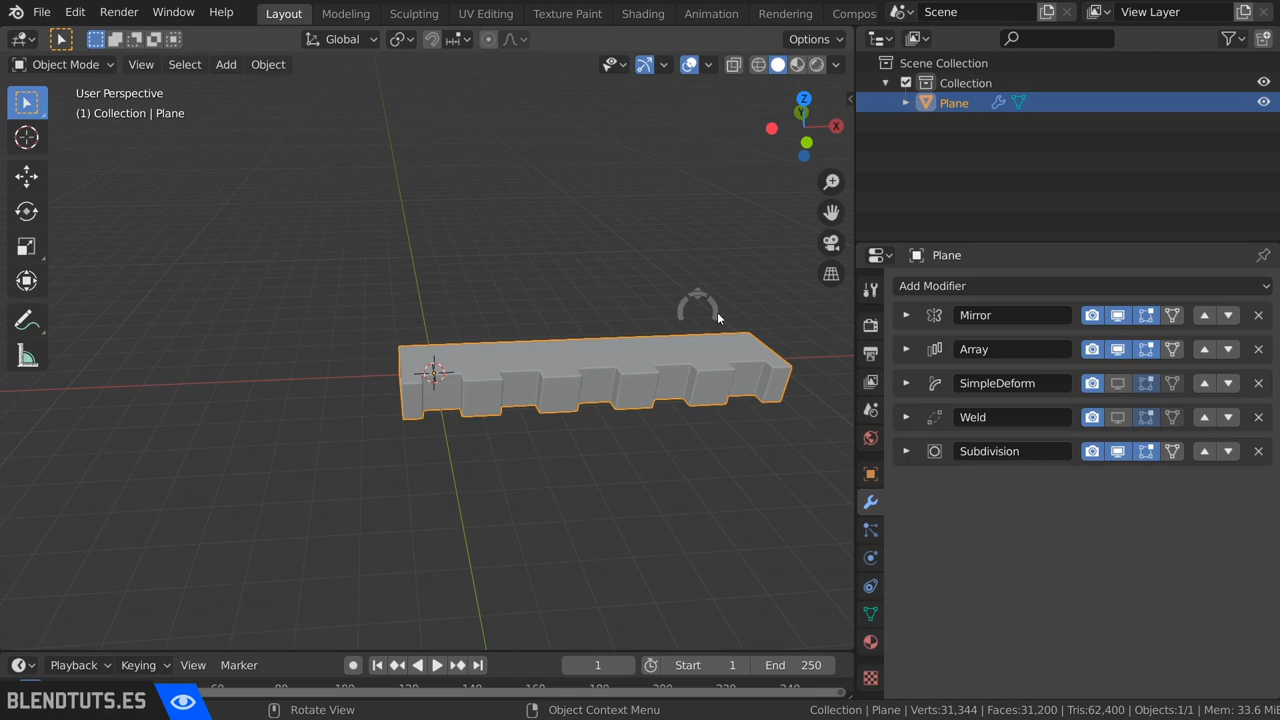 File Edit Render Window Help Layout Modeling Sculpting UV Editing Texture Paint Shading Animation Rendering Compos Scene View Layer
Global Options
Object Mode View Select Add Object
User Perspective
(1) Collection | Plane
Z
Y
X
Scene Collection
Collection
Plane
Plane
Add Modifier
Mirror
Array
SimpleDeform
Weld
Subdivision
Playback Keying View Marker 1 Start 1 End 250
BLENDTUTS.ES
Rotate View Object Context Menu Collection | Plane | Verts:31,344 | Faces:31,200 | Tris:62,400 | Objects:1/1 | Mem: 33.6 MiB